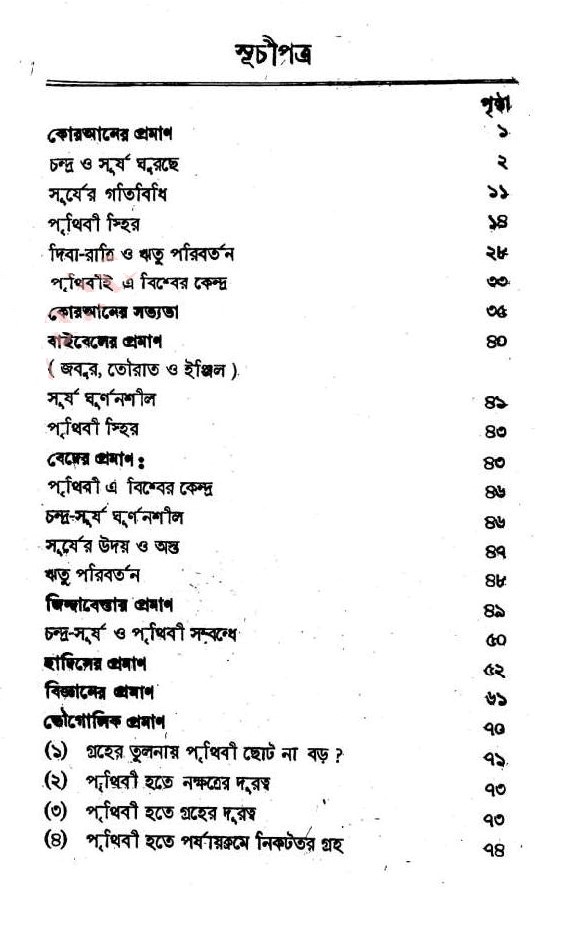 সূচীপত্র
পৃষ্ঠা
কোরআনের প্রমাণ ১
চন্দ্র ও সূর্য ঘুরছে ২
সূর্যের গতিবিধি ১১
পৃথিবী স্হির ১৪
দিবা-রাত্রি ও ঋতু পরিবর্তন ২৮
পৃথিবীই এ বিশ্বের কেন্দ্র ৩৩
কোরআনের সত্যতা ৩৫
বাইবেলের প্রমাণ ৪০
( জব্বুর, তৌরাত ও ইঞ্জিল )
সূর্য ঘূর্ণনশীল ৪১
পৃথিবী স্হির ৪৩
বেদের প্রমাণ : ৪৩
পৃথিবী এ বিশ্বের কেন্দ্র ৪৬
চন্দ্র-সূর্য ঘূর্ণনশীল ৪৬
সূর্যের উদয় ও অস্ত ৪৭
ঋতু পরিবর্তন ৪৮
জিন্দাবেস্তার প্রমাণ ৪৯
চন্দ্র-সূর্য ও পৃথিবী সম্বন্ধে ৫০
হাদিসের প্রমাণ ৫২
বিজ্ঞানের প্রমাণ ৬১
ভৌগোলিক প্রমাণ ৭০
(১) গ্রহের তুলনায় পৃথিবী ছোট না বড় ? ৭১
(২) পৃথিবী হতে নক্ষত্রের দূরত্ব ৭৩
(৩) পৃথিবী হতে গ্রহের দূরত্ব ৭৩
(৪) পৃথিবী হতে পর্যায়ক্রমে নিকটতর গ্রহ ৭৪